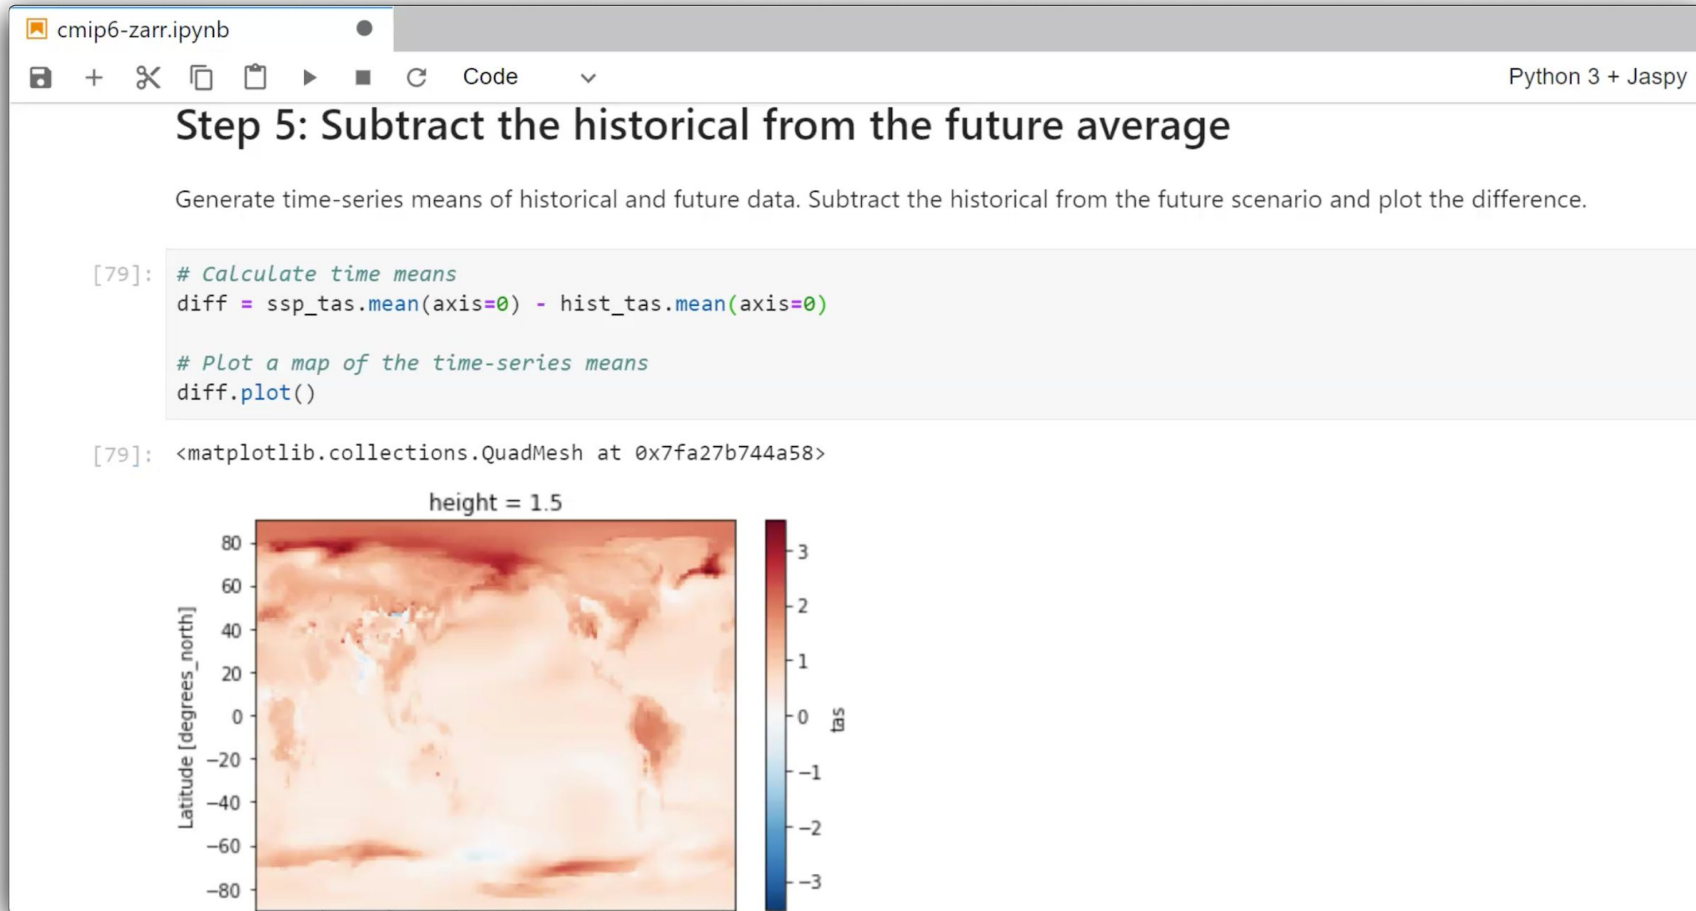 cmip6-zarr.ipynb
Code
Python 3 + Jaspy
Step 5: Subtract the historical from the future average
Generate time-series means of historical and future data. Subtract the historical from the future scenario and plot the difference.
[79]:
# Calculate time means
diff = ssp_tas.mean(axis=0) - hist_tas.mean(axis=0)
# Plot a map of the time-series means
diff.plot()
[79]:
<matplotlib.collections.QuadMesh at 0x7fa27b744a58>
height = 1.5
80
60
40
20
0
−20
−40
−60
−80
Latitude [degrees_north]
3
2
1
0
−1
−2
−3
tas